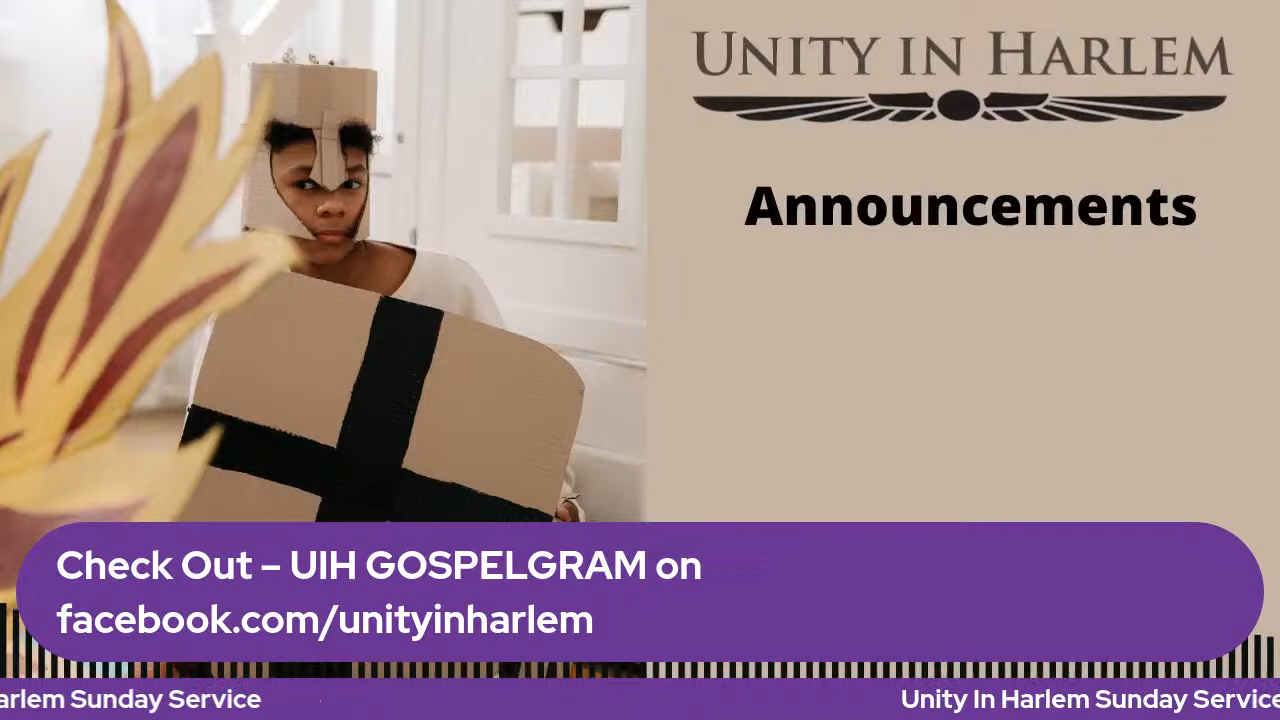 UNITY IN HARLEM
Announcements
Check Out – UIH GOSPELGRAM on
facebook.com/unityinharlem
arlem Sunday Service
Unity In Harlem Sunday Service